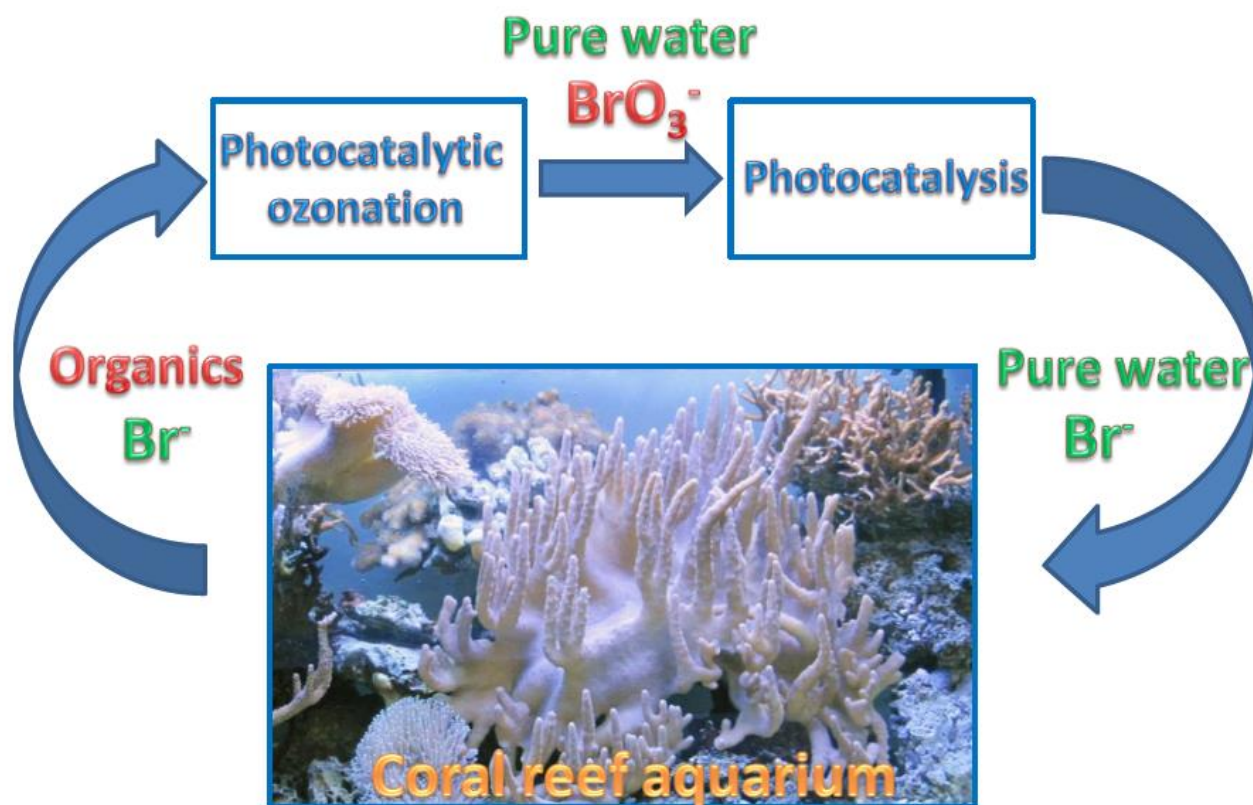 Pure water
BrO₃⁻
Photocatalytic
ozonation
Photocatalysis
Organics
Br⁻
Pure water
Br⁻
Coral reef aquarium